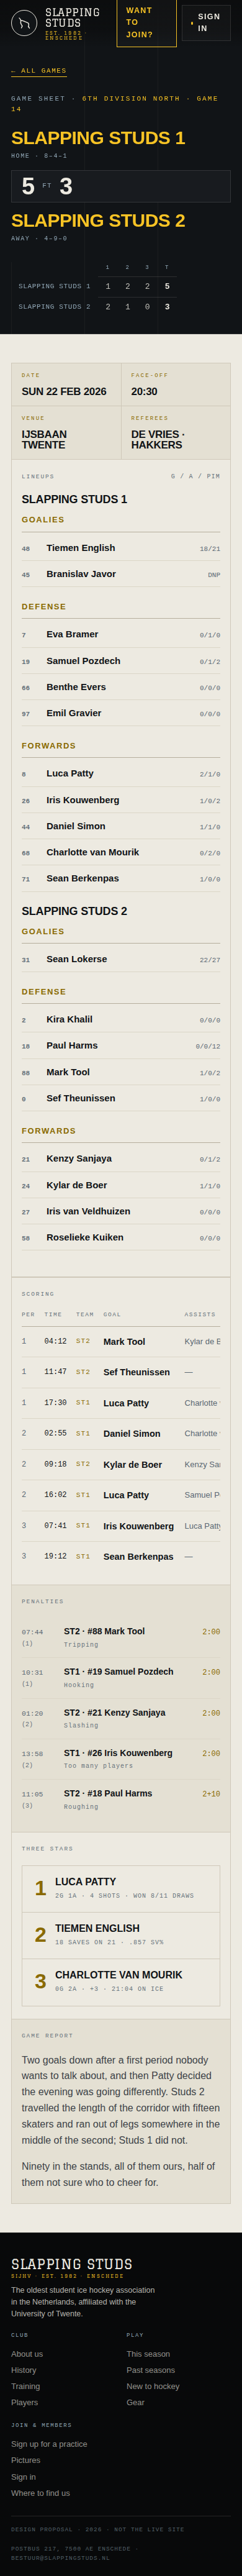 SLAPPING
STUDS
EST. 1982 ·
ENSCHEDE
WANT
TO
JOIN?
SIGN
IN
← ALL GAMES
GAME SHEET · 6TH DIVISION NORTH · GAME
14
SLAPPING STUDS 1
HOME · 8–4–1
5 FT 3
SLAPPING STUDS 2
AWAY · 4–9–0
1 2 3 T
SLAPPING STUDS 1 1 2 2 5
SLAPPING STUDS 2 2 1 0 3
DATE
SUN 22 FEB 2026
FACE-OFF
20:30
VENUE
IJSBAAN
TWENTE
REFEREES
DE VRIES ·
HAKKERS
LINEUPS G / A / PIM
SLAPPING STUDS 1
GOALIES
48 Tiemen English 18/21
45 Branislav Javor DNP
DEFENSE
7 Eva Bramer 0/1/0
19 Samuel Pozdech 0/1/2
66 Benthe Evers 0/0/0
97 Emil Gravier 0/0/0
FORWARDS
8 Luca Patty 2/1/0
26 Iris Kouwenberg 1/0/2
44 Daniel Simon 1/1/0
68 Charlotte van Mourik 0/2/0
71 Sean Berkenpas 1/0/0
SLAPPING STUDS 2
GOALIES
31 Sean Lokerse 22/27
DEFENSE
2 Kira Khalil 0/0/0
18 Paul Harms 0/0/12
88 Mark Tool 1/0/2
0 Sef Theunissen 1/0/0
FORWARDS
21 Kenzy Sanjaya 0/1/2
24 Kylar de Boer 1/1/0
27 Iris van Veldhuizen 0/0/0
58 Roselieke Kuiken 0/0/0
SCORING
PER TIME TEAM GOAL ASSISTS
1 04:12 ST2 Mark Tool Kylar de B
1 11:47 ST2 Sef Theunissen —
1 17:30 ST1 Luca Patty Charlotte
2 02:55 ST1 Daniel Simon Charlotte
2 09:18 ST2 Kylar de Boer Kenzy Sa
2 16:02 ST1 Luca Patty Samuel P
3 07:41 ST1 Iris Kouwenberg Luca Patty
3 19:12 ST1 Sean Berkenpas —
PENALTIES
07:44 ST2 · #88 Mark Tool 2:00
(1) Tripping
10:31 ST1 · #19 Samuel Pozdech 2:00
(1) Hooking
01:20 ST2 · #21 Kenzy Sanjaya 2:00
(2) Slashing
13:58 ST1 · #26 Iris Kouwenberg 2:00
(2) Too many players
11:05 ST2 · #18 Paul Harms 2+10
(3) Roughing
THREE STARS
1 LUCA PATTY
2G 1A · 4 SHOTS · WON 8/11 DRAWS
2 TIEMEN ENGLISH
18 SAVES ON 21 · .857 SV%
3 CHARLOTTE VAN MOURIK
0G 2A · +3 · 21:04 ON ICE
GAME REPORT
Two goals down after a first period nobody
wants to talk about, and then Patty decided
the evening was going differently. Studs 2
travelled the length of the corridor with fifteen
skaters and ran out of legs somewhere in the
middle of the second; Studs 1 did not.
Ninety in the stands, all of them ours, half of
them not sure who to cheer for.
SLAPPING STUDS
SIJHV · EST. 1982 · ENSCHEDE
The oldest student ice hockey association
in the Netherlands, affiliated with the
University of Twente.
CLUB
About us
History
Training
Players
PLAY
This season
Past seasons
New to hockey
Gear
JOIN & MEMBERS
Sign up for a practice
Pictures
Sign in
Where to find us
DESIGN PROPOSAL · 2026 · NOT THE LIVE SITE
POSTBUS 217, 7500 AE ENSCHEDE ·
BESTUUR@SLAPPINGSTUDS.NL